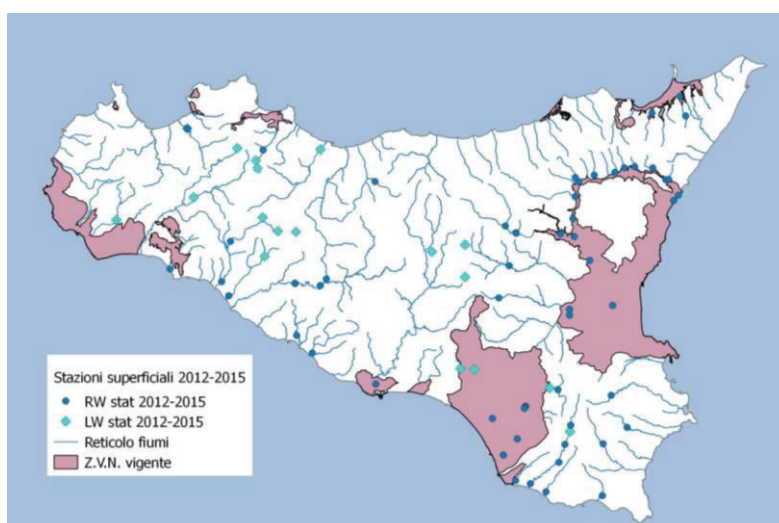 Stazioni superficiali 2012-2015
RW stat 2012-2015
LW stat 2012-2015
Reticolo fiumi
Z.V.N. vigente